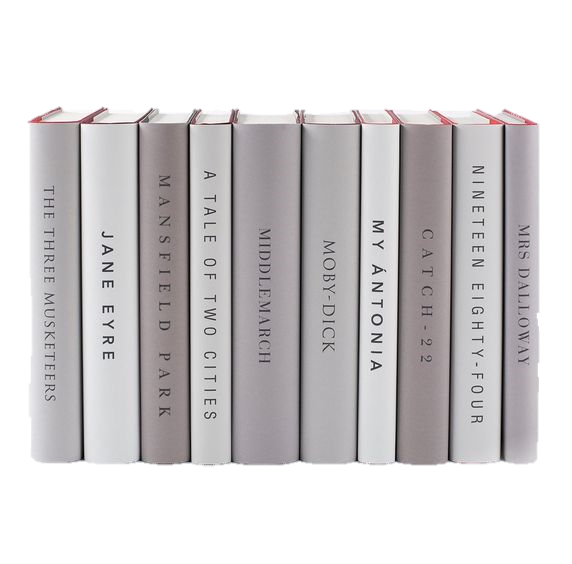 THE THREE MUSKETEERS
JANE EYRE
MANSFIELD PARK
A TALE OF TWO CITIES
MIDDLEMARCH
MOBY-DICK
MY ÁNTONIA
CATCH-22
NINETEEN EIGHTY-FOUR
MRS DALLOWAY